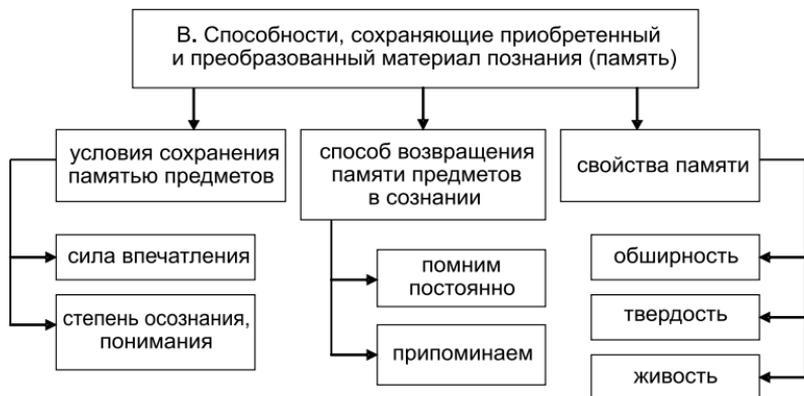 В. Способности, сохраняющие приобретенный
и преобразованный материал познания (память)
условия сохранения
памятью предметов
сила впечатления
степень осознания,
понимания
способ возвращения
памяти предметов
в сознании
помним
постоянно
припоминаем
свойства памяти
обширность
твердость
живость